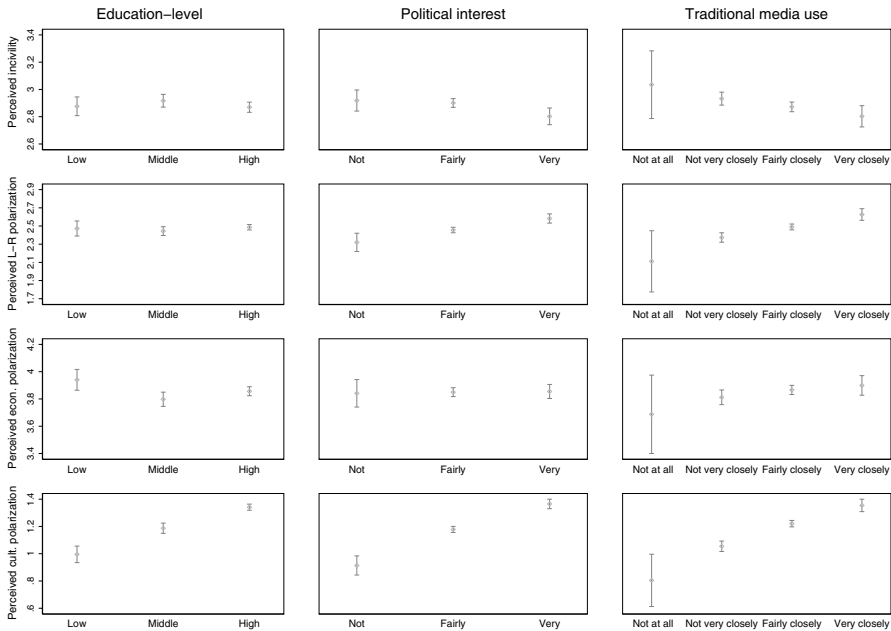 Education-level Political interest Traditional media use
Perceived incivility
3.4
3.2
3
2.8
2.6
Low Middle High Not Fairly Very Not at all Not very closely Fairly closely Very closely
Perceived L-R polarization
2.9
2.7
2.5
2.3
2.1
1.9
1.7
Low Middle High Not Fairly Very Not at all Not very closely Fairly closely Very closely
Perceived econ. polarization
4.2
4
3.8
3.6
3.4
Low Middle High Not Fairly Very Not at all Not very closely Fairly closely Very closely
Perceived cult. polarization
1.4
1.2
1
.8
.6
Low Middle High Not Fairly Very Not at all Not very closely Fairly closely Very closely